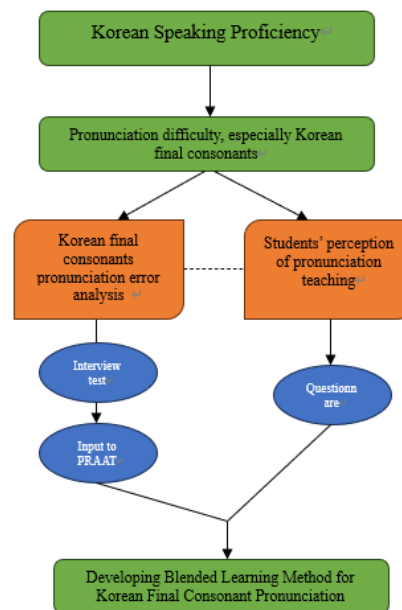 Korean Speaking Proficiency
Pronunciation difficulty, especially Korean
final consonants
Korean final
consonants
pronunciation error
analysis
Students’ perception
of pronunciation
teaching
Interview
test
Questionn
are
Input to
PRAAT
Developing Blended Learning Method for
Korean Final Consonant Pronunciation